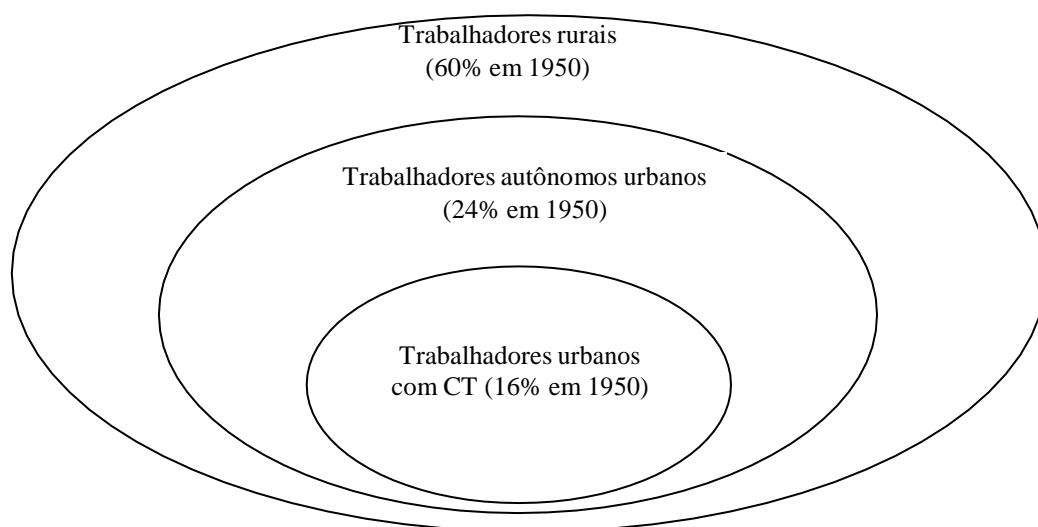 Trabalhadores rurais
(60% em 1950)
Trabalhadores autônomos urbanos
(24% em 1950)
Trabalhadores urbanos
com CT (16% em 1950)